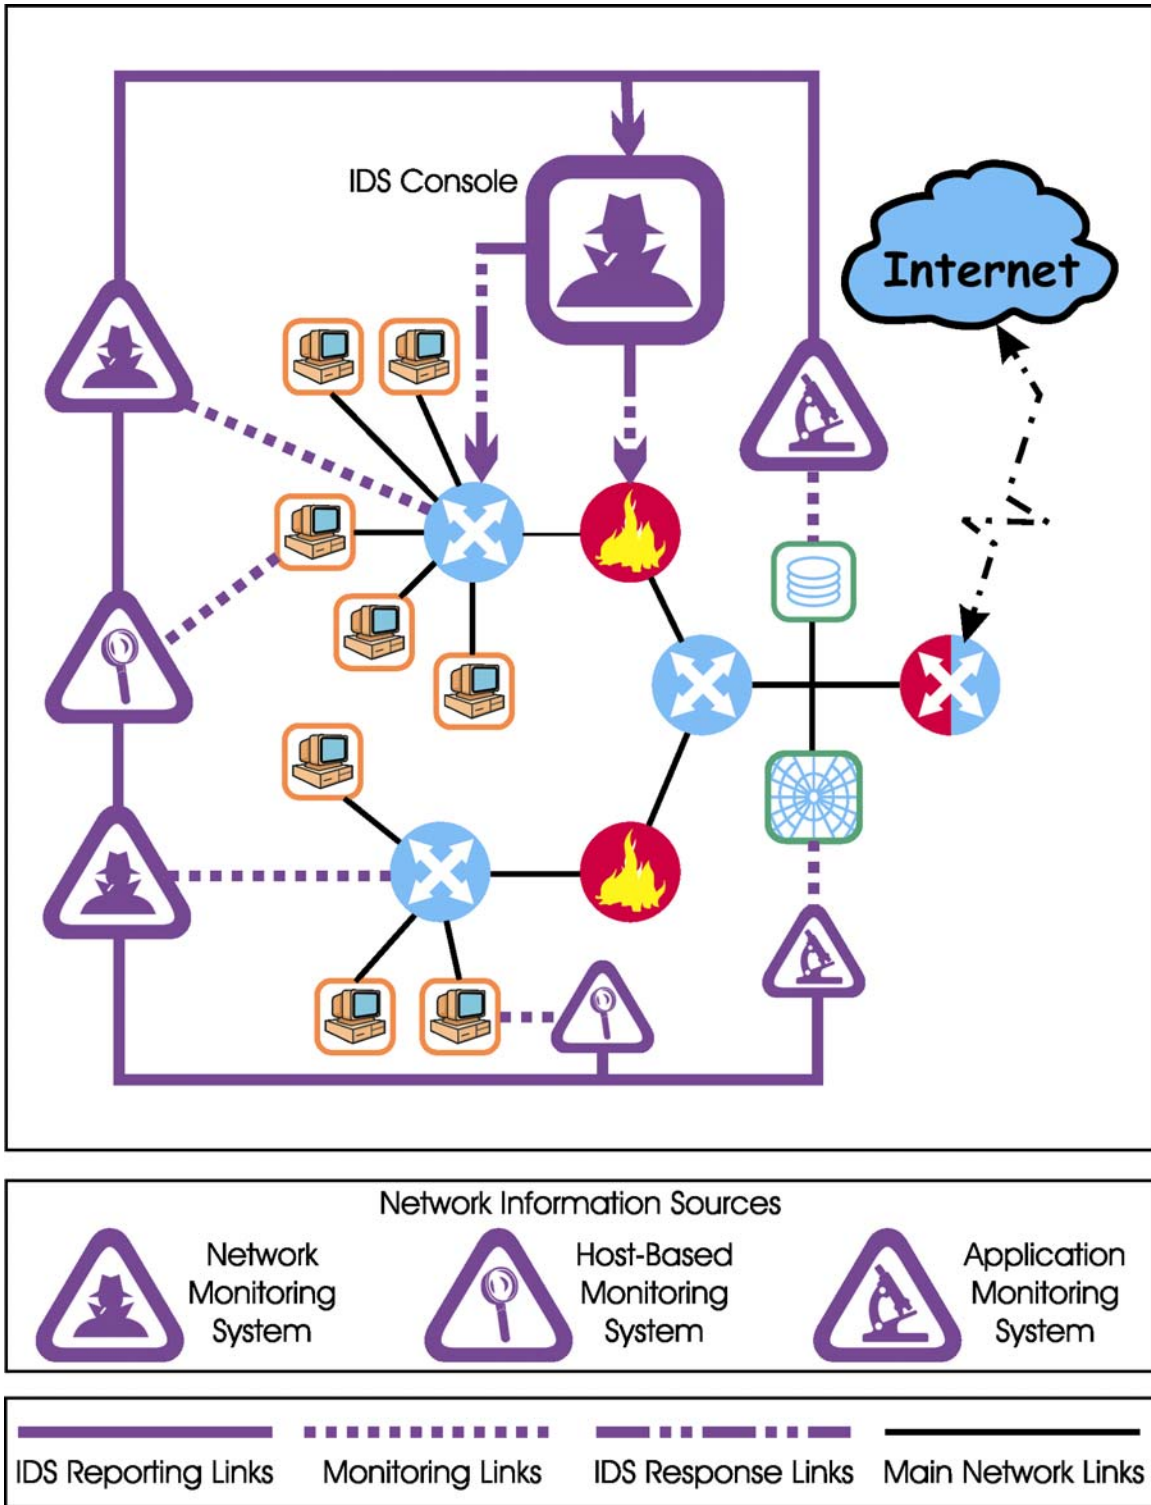 IDS Console
Internet
Network Information Sources
Network
Monitoring
System
Host-Based
Monitoring
System
Application
Monitoring
System
IDS Reporting Links
Monitoring Links
IDS Response Links
Main Network Links